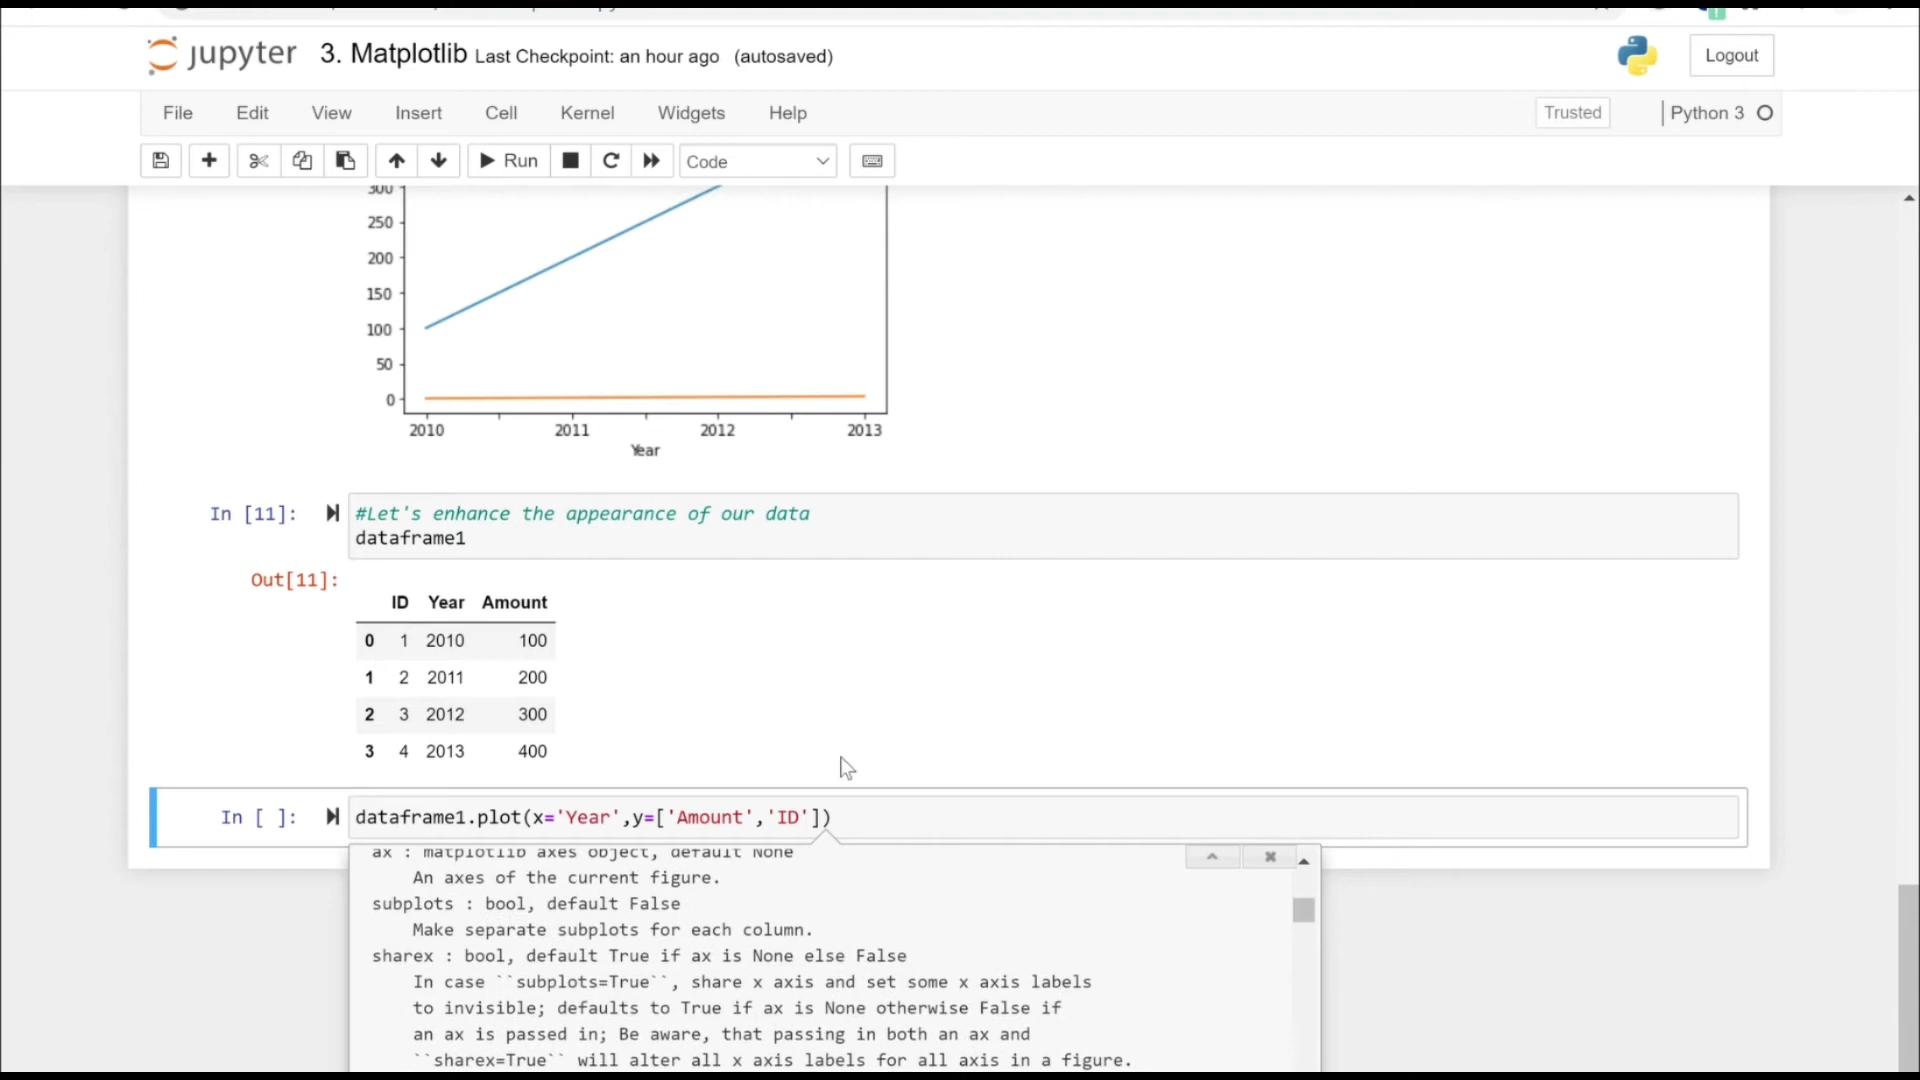 jupyter 3. Matplotlib Last Checkpoint: an hour ago (autosaved)
Logout
File Edit View Insert Cell Kernel Widgets Help
Trusted Python 3
Run Code
300
250
200
150
100
50
0
2010 2011 2012 2013
Year
In [11]: #Let's enhance the appearance of our data
dataframe1
Out[11]:
ID Year Amount
0 1 2010 100
1 2 2011 200
2 3 2012 300
3 4 2013 400
In [ ]: dataframe1.plot(x='Year',y=['Amount','ID'])
ax : matplotlib axes object, default None
An axes of the current figure.
subplots : bool, default False
Make separate subplots for each column.
sharex : bool, default True if ax is None else False
In case ``subplots=True``, share x axis and set some x axis labels
to invisible; defaults to True if ax is None otherwise False if
an ax is passed in; Be aware, that passing in both an ax and
``sharex=True`` will alter all x axis labels for all axis in a figure.